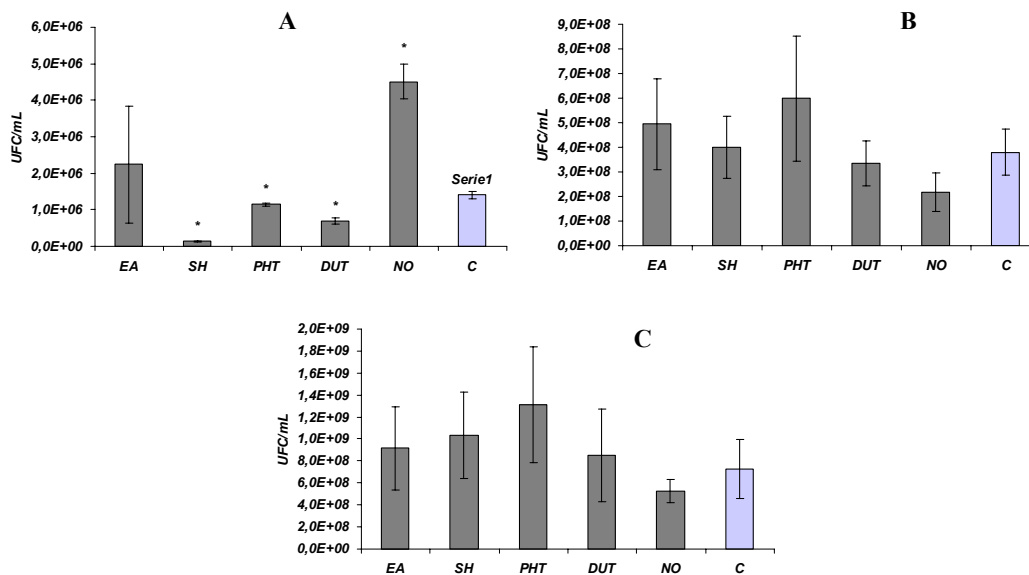 A
6,0E+06
5,0E+06
4,0E+06
3,0E+06
2,0E+06
1,0E+06
0,0E+00
UFC/mL
*
*
*
*
Serie1
EA SH PHT DUT NO C
B
9,0E+08
8,0E+08
7,0E+08
6,0E+08
5,0E+08
4,0E+08
3,0E+08
2,0E+08
1,0E+08
0,0E+00
UFC/mL
EA SH PHT DUT NO C
C
2,0E+09
1,8E+09
1,6E+09
1,4E+09
1,2E+09
1,0E+09
8,0E+08
6,0E+08
4,0E+08
2,0E+08
0,0E+00
UFC/mL
EA SH PHT DUT NO C